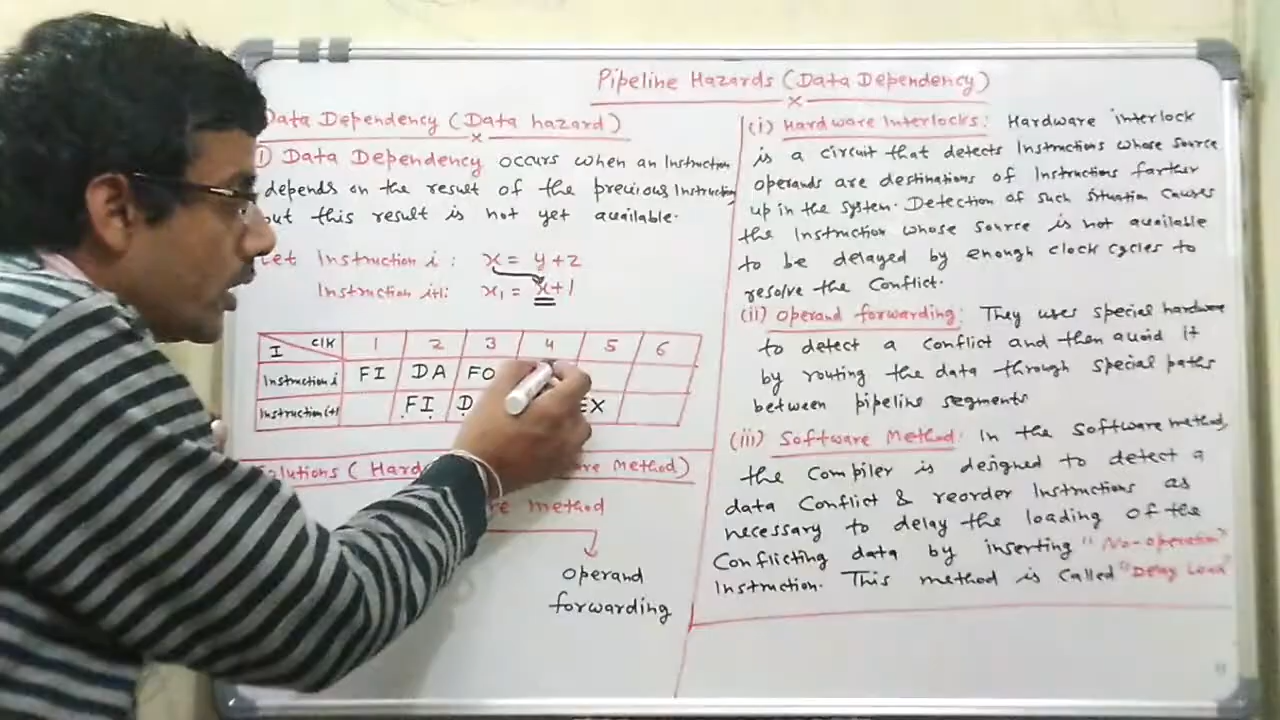 Pipeline Hazards (Data Dependency)
Data Dependency (Data hazard)
① Data Dependency occurs when an Instruction
depends on the result of the previous Instruction
but this result is not yet available.
Let Instruction i : x = y+z
Instruction i+1: x₁ = x+1
I CLK 1 2 3 4 5 6
Instruction i FI DA FO
Instruction i+1 FI D EX
Solutions ( Hard are Method)
re method
Operand
forwarding
(i) Hardware Interlocks: Hardware interlock
is a circuit that detects Instructions whose source
operands are destinations of Instructions farther
up in the system. Detection of such Situation causes
the Instruction whose source is not available
to be delayed by enough clock cycles to
resolve the Conflict.
(ii) Operand forwarding: They uses special hardware
to detect a conflict and then avoid it
by routing the data through special paths
between pipeline segments
(iii) Software Method: In the Software method,
the Compiler is designed to detect a
data Conflict & reorder Instructions as
necessary to delay the loading of the
Conflicting data by inserting "No-operation"
Instruction. This method is called "Delay Load"